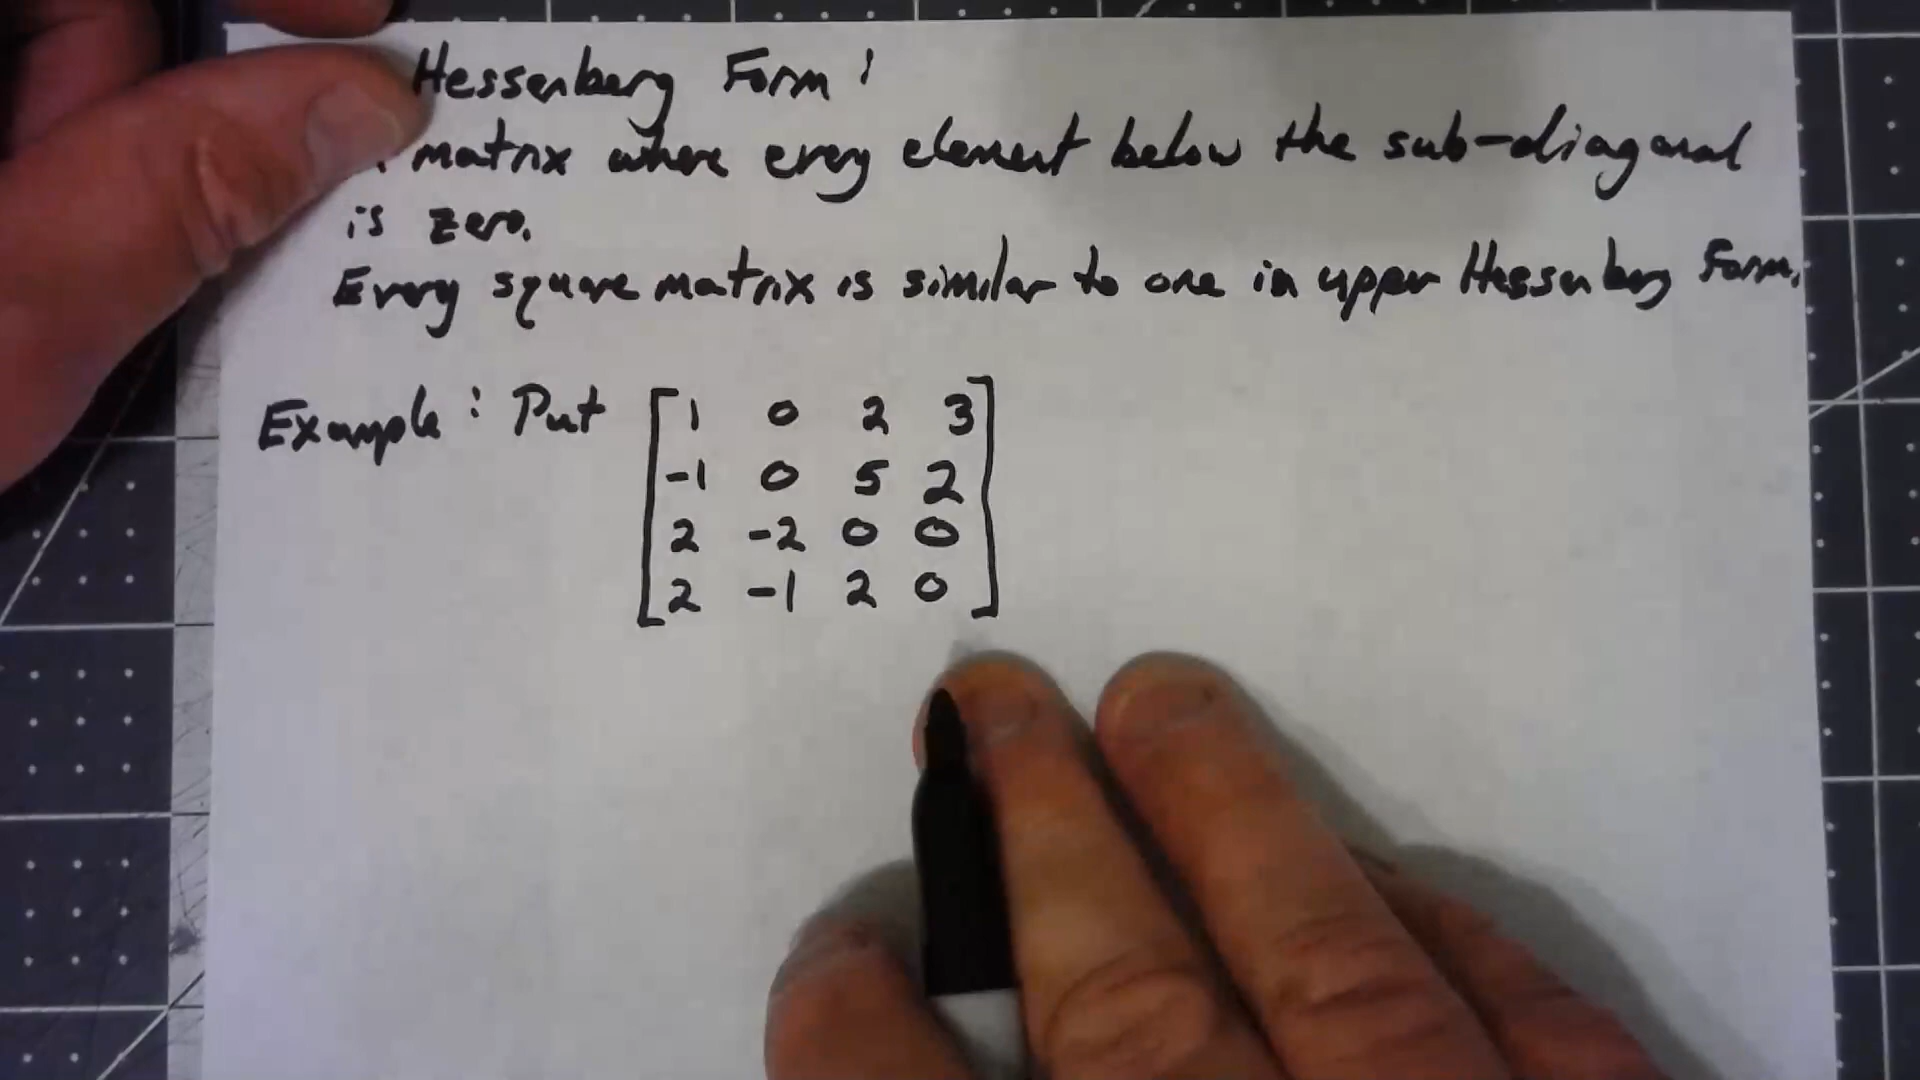 Hessenberg Form:
matrix where every element below the sub-diagonal
is zero.
Every square matrix is similar to one in upper Hessenberg Form.
Example: Put [1 0 2 3
-1 0 5 2
2 -2 0 0
2 -1 2 0]